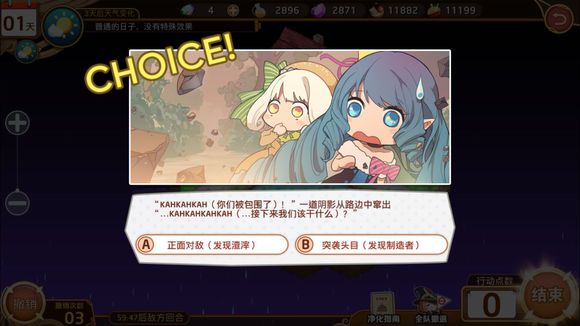 01天
3天后天气变化
普通的日子，没有特殊效果
6
2896
2871
11882
11199
CHOICE!
“KAHKAHKAH（你们被包围了）！”一道阴影从路边中窜出
“...KAHKAHKAHKAH（...接下来我们该干什么）？”
A 正面对敌（发现渣滓）
B 突袭头目（发现制造者）
撤销
撤销次数
03
59:47后敌方回合
净化指南
全队撤退
行动点数
0
结束